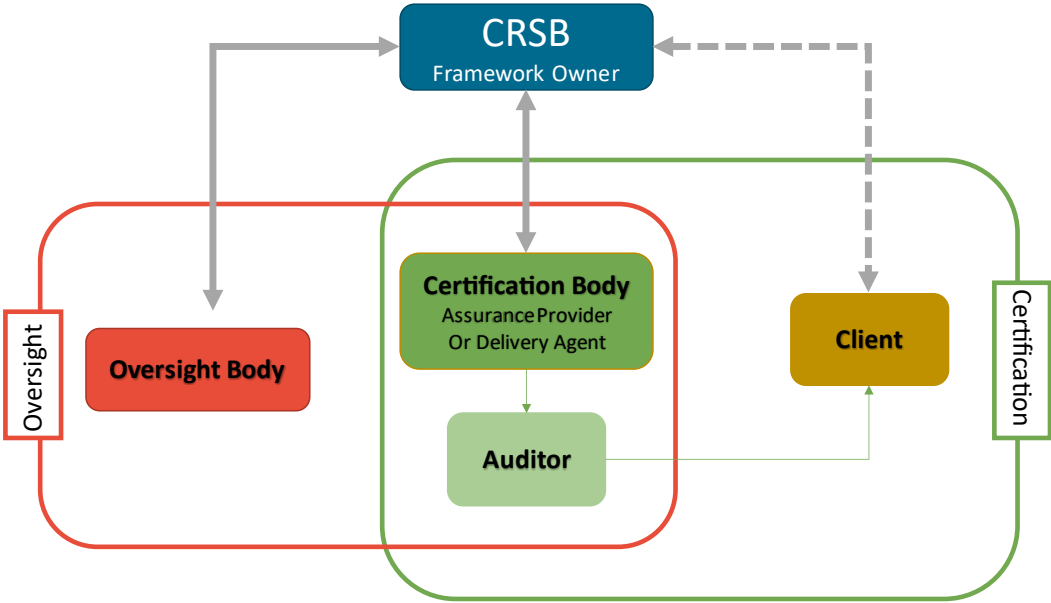 CRSB
Framework Owner
Oversight
Oversight Body
Certification Body
Assurance Provider
Or Delivery Agent
Auditor
Client
Certification